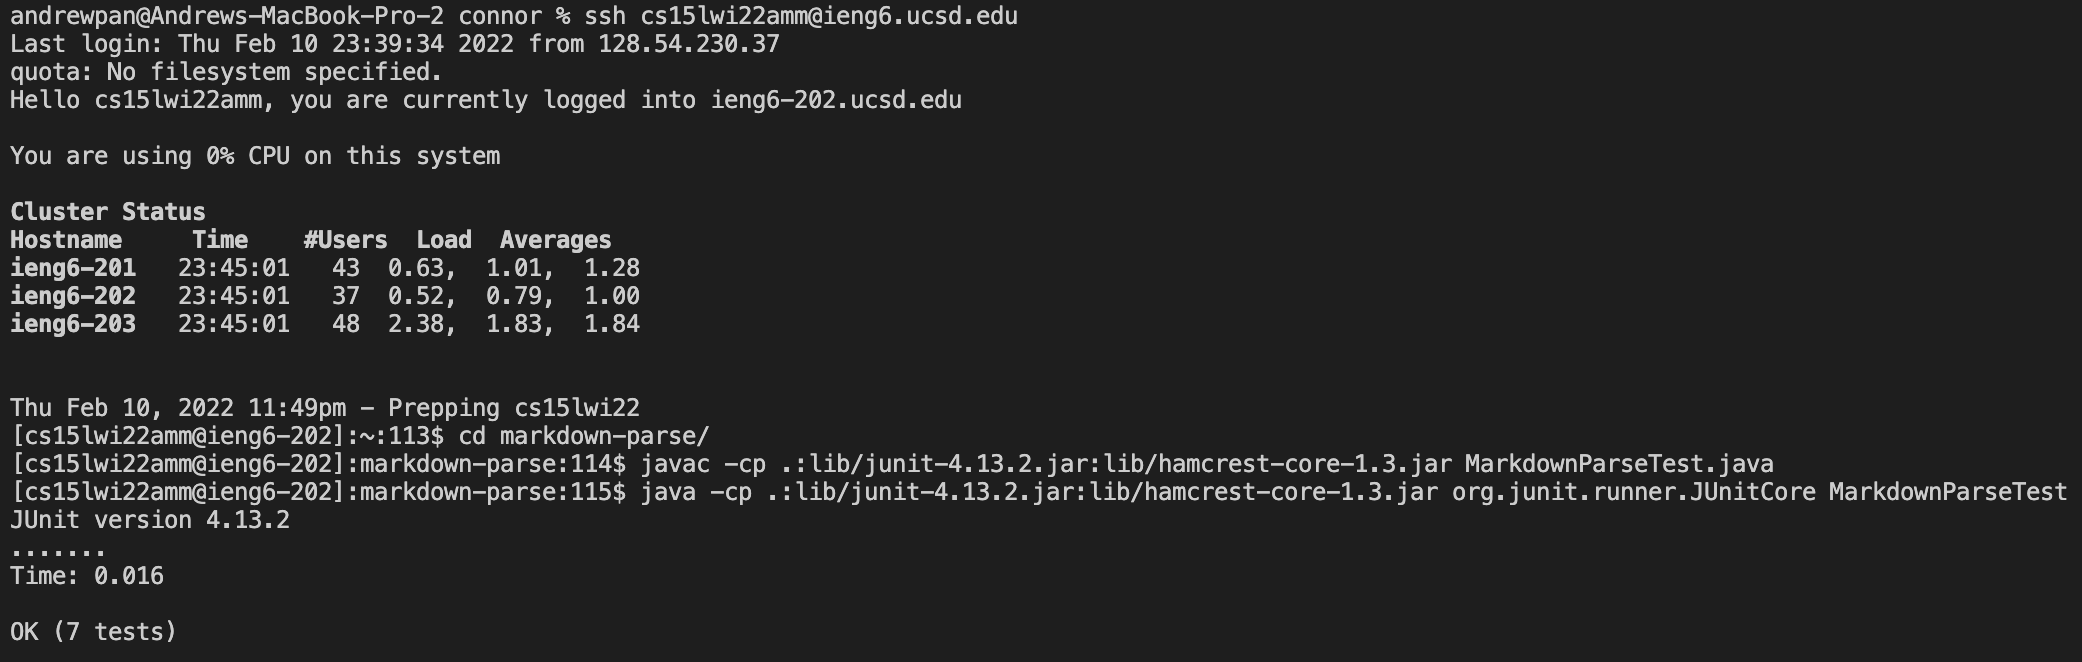 andrewpan@Andrews-MacBook-Pro-2 connor % ssh cs15lwi22amm@ieng6.ucsd.edu
Last login: Thu Feb 10 23:39:34 2022 from 128.54.230.37
quota: No filesystem specified.
Hello cs15lwi22amm, you are currently logged into ieng6-202.ucsd.edu
You are using 0% CPU on this system
Cluster Status
Hostname     Time    #Users  Load  Averages
ieng6-201   23:45:01   43  0.63,  1.01,  1.28
ieng6-202   23:45:01   37  0.52,  0.79,  1.00
ieng6-203   23:45:01   48  2.38,  1.83,  1.84
Thu Feb 10, 2022 11:49pm - Prepping cs15lwi22
[cs15lwi22amm@ieng6-202]:~:113$ cd markdown-parse/
[cs15lwi22amm@ieng6-202]:markdown-parse:114$ javac -cp .:lib/junit-4.13.2.jar:lib/hamcrest-core-1.3.jar MarkdownParseTest.java
[cs15lwi22amm@ieng6-202]:markdown-parse:115$ java -cp .:lib/junit-4.13.2.jar:lib/hamcrest-core-1.3.jar org.junit.runner.JUnitCore MarkdownParseTest
JUnit version 4.13.2
.......
Time: 0.016
OK (7 tests)